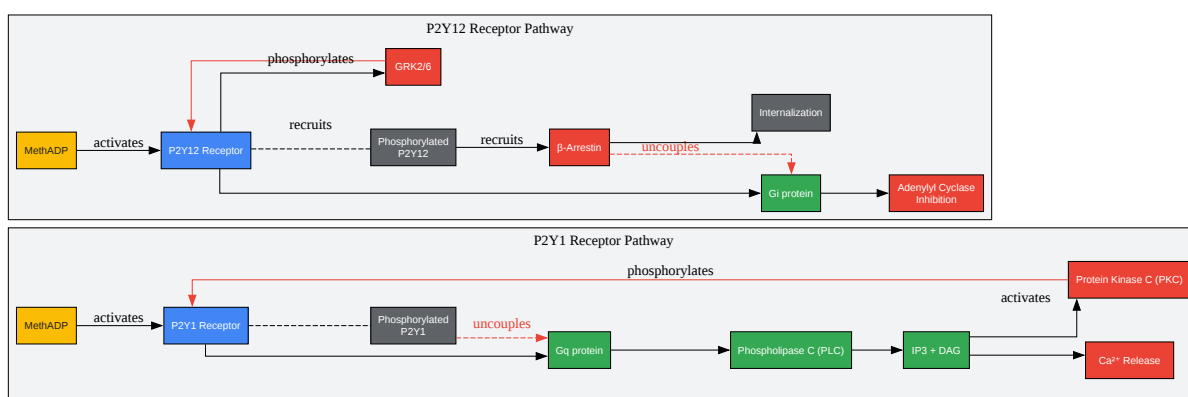 P2Y12 Receptor Pathway
phosphorylates
GRK2/6
MethADP
activates
P2Y12 Receptor
recruits
Phosphorylated
P2Y12
recruits
β-Arrestin
Internalization
uncouples
Gi protein
Adenylyl Cyclase
Inhibition
P2Y1 Receptor Pathway
phosphorylates
Protein Kinase C (PKC)
MethADP
activates
P2Y1 Receptor
Phosphorylated
P2Y1
uncouples
Gq protein
Phospholipase C (PLC)
IP3 + DAG
activates
Ca²⁺ Release